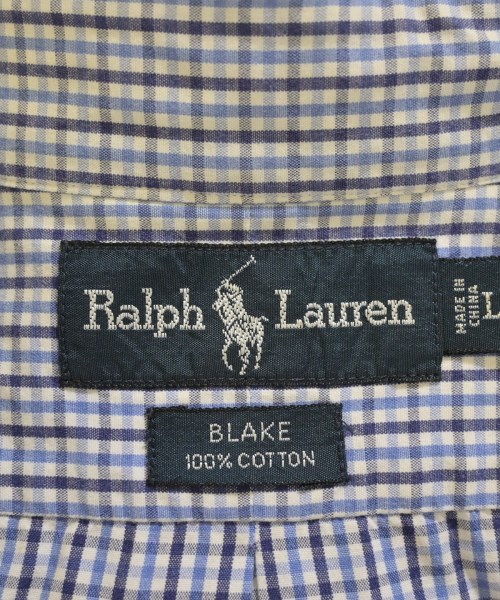 Ralph Lauren
MADE IN
CHINA
L
BLAKE
100% COTTON